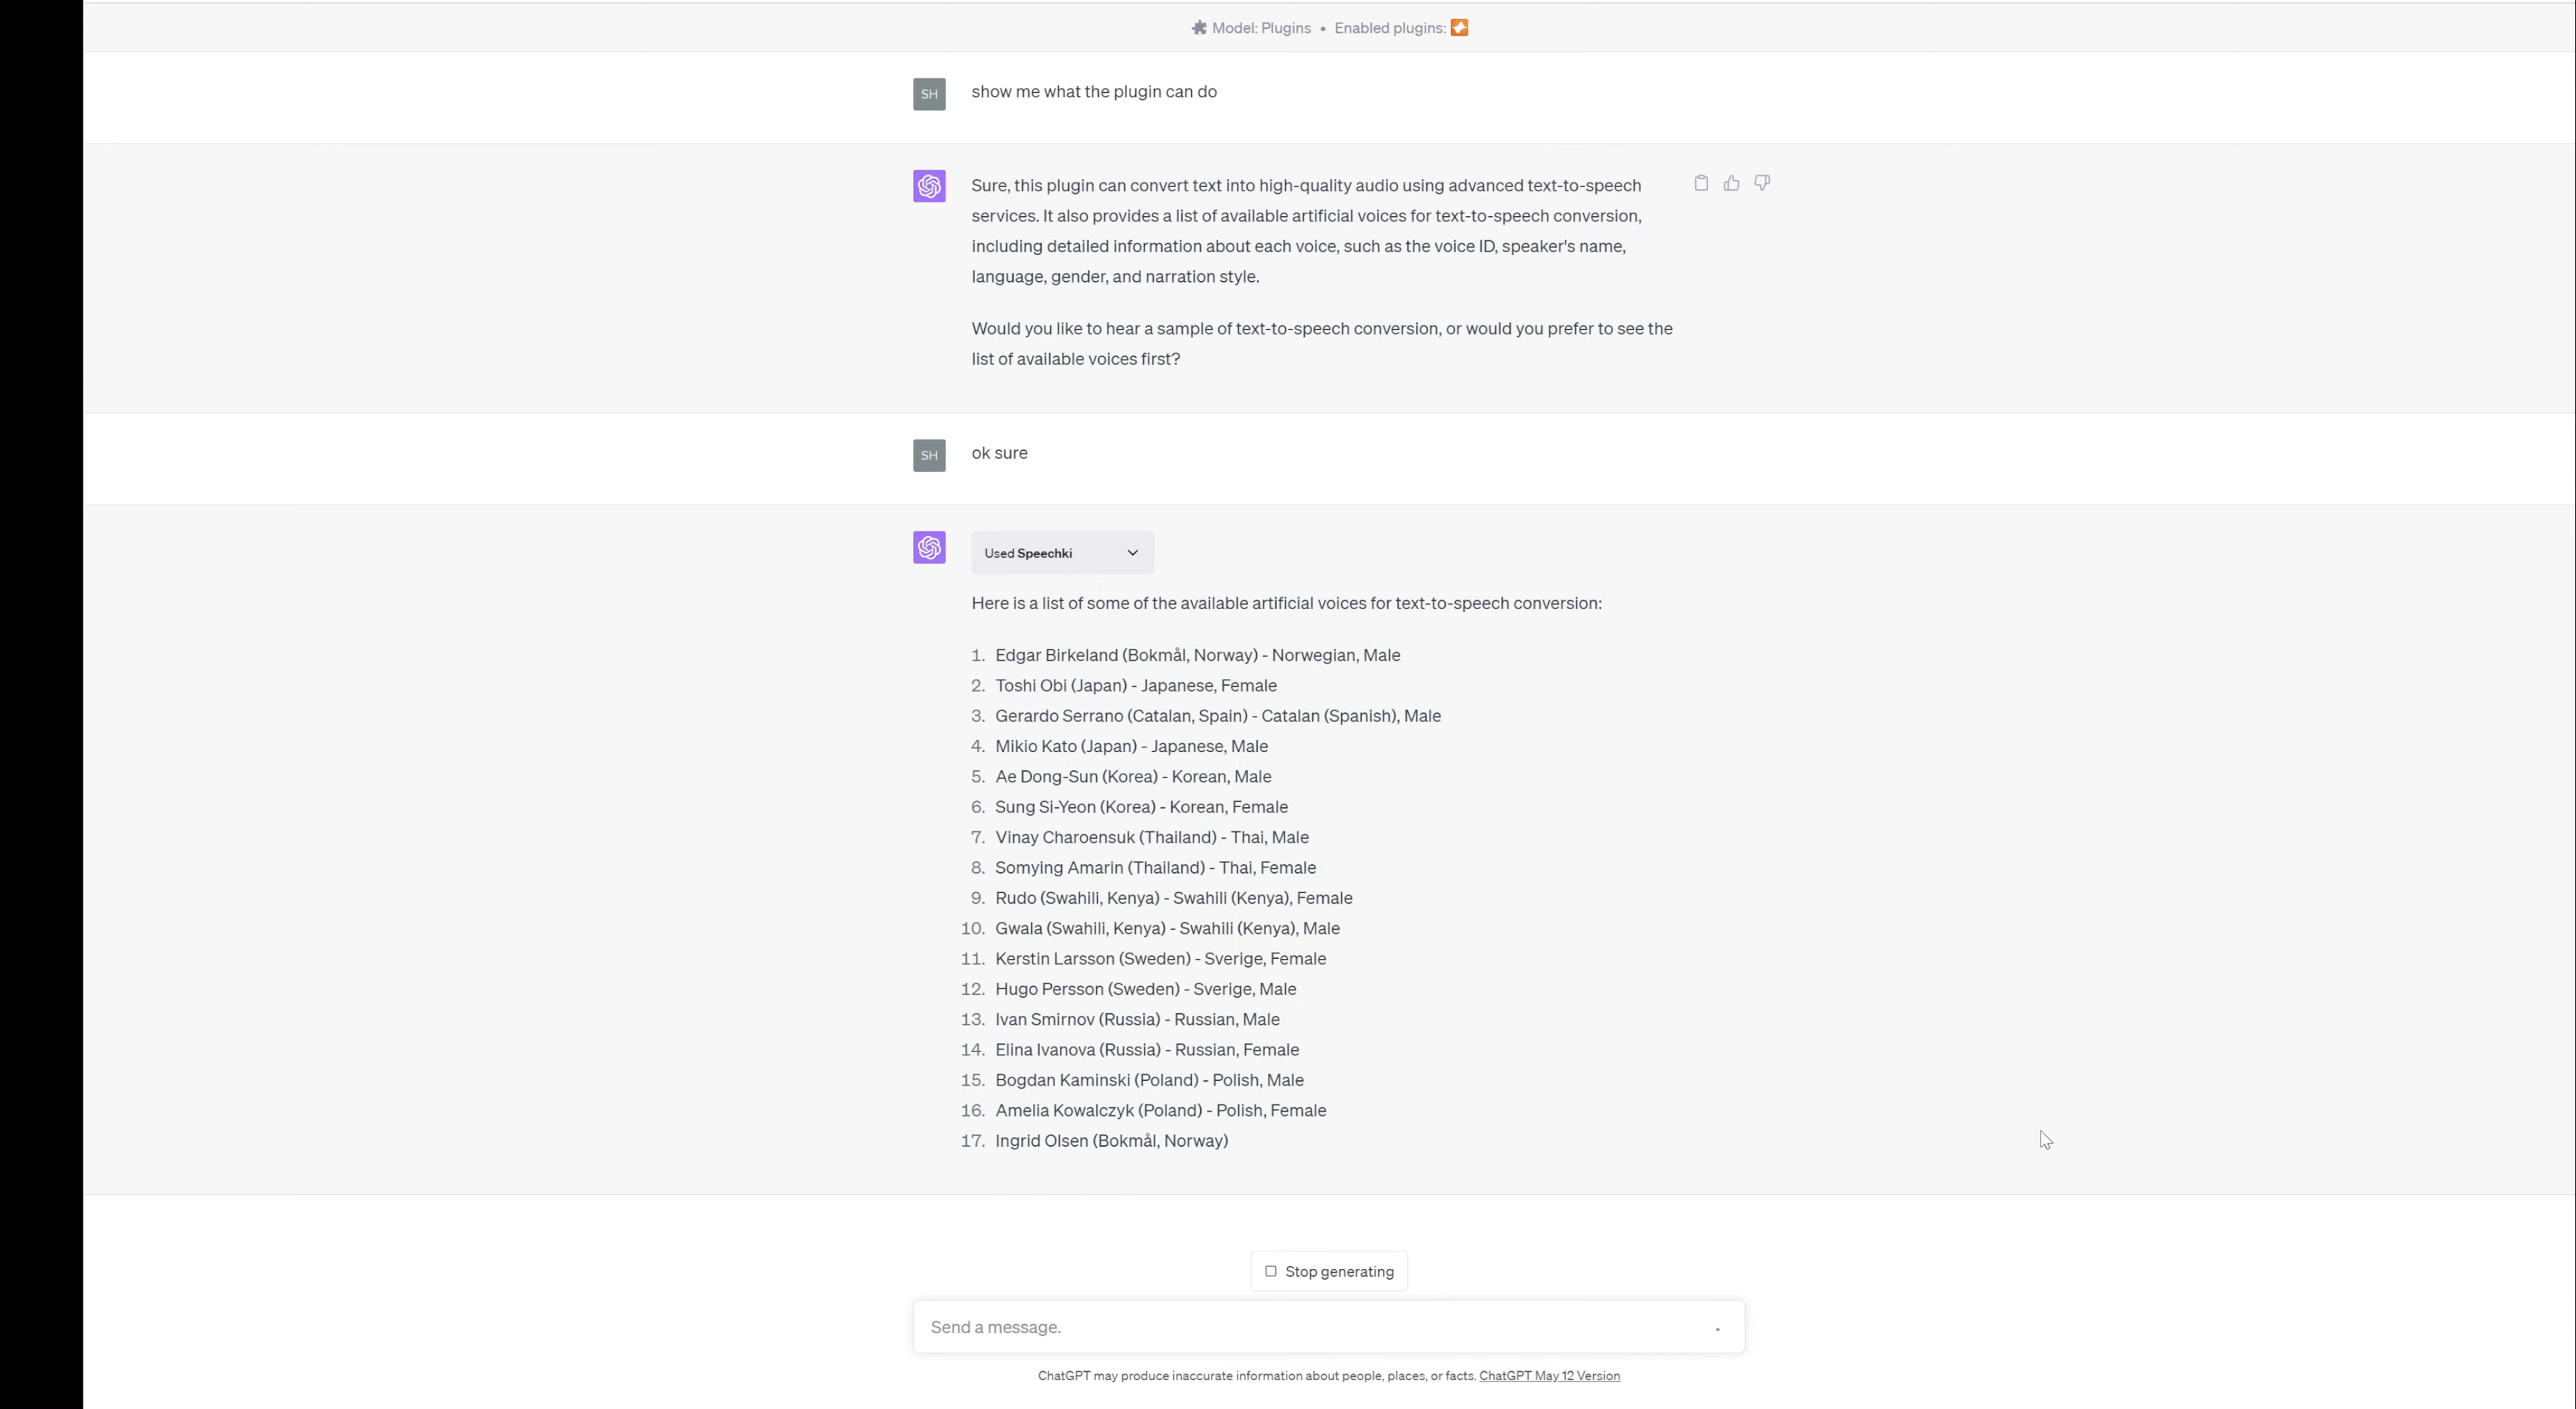 Model: Plugins • Enabled plugins:
SH
show me what the plugin can do
Sure, this plugin can convert text into high-quality audio using advanced text-to-speech
services. It also provides a list of available artificial voices for text-to-speech conversion,
including detailed information about each voice, such as the voice ID, speaker's name,
language, gender, and narration style.
Would you like to hear a sample of text-to-speech conversion, or would you prefer to see the
list of available voices first?
SH
ok sure
Used Speechki
Here is a list of some of the available artificial voices for text-to-speech conversion:
1. Edgar Birkeland (Bokmål, Norway) - Norwegian, Male
2. Toshi Obi (Japan) - Japanese, Female
3. Gerardo Serrano (Catalan, Spain) - Catalan (Spanish), Male
4. Mikio Kato (Japan) - Japanese, Male
5. Ae Dong-Sun (Korea) - Korean, Male
6. Sung Si-Yeon (Korea) - Korean, Female
7. Vinay Charoensuk (Thailand) - Thai, Male
8. Somying Amarin (Thailand) - Thai, Female
9. Rudo (Swahili, Kenya) - Swahili (Kenya), Female
10. Gwala (Swahili, Kenya) - Swahili (Kenya), Male
11. Kerstin Larsson (Sweden) - Sverige, Female
12. Hugo Persson (Sweden) - Sverige, Male
13. Ivan Smirnov (Russia) - Russian, Male
14. Elina Ivanova (Russia) - Russian, Female
15. Bogdan Kaminski (Poland) - Polish, Male
16. Amelia Kowalczyk (Poland) - Polish, Female
17. Ingrid Olsen (Bokmål, Norway)
Stop generating
Send a message.
ChatGPT may produce inaccurate information about people, places, or facts. ChatGPT May 12 Version